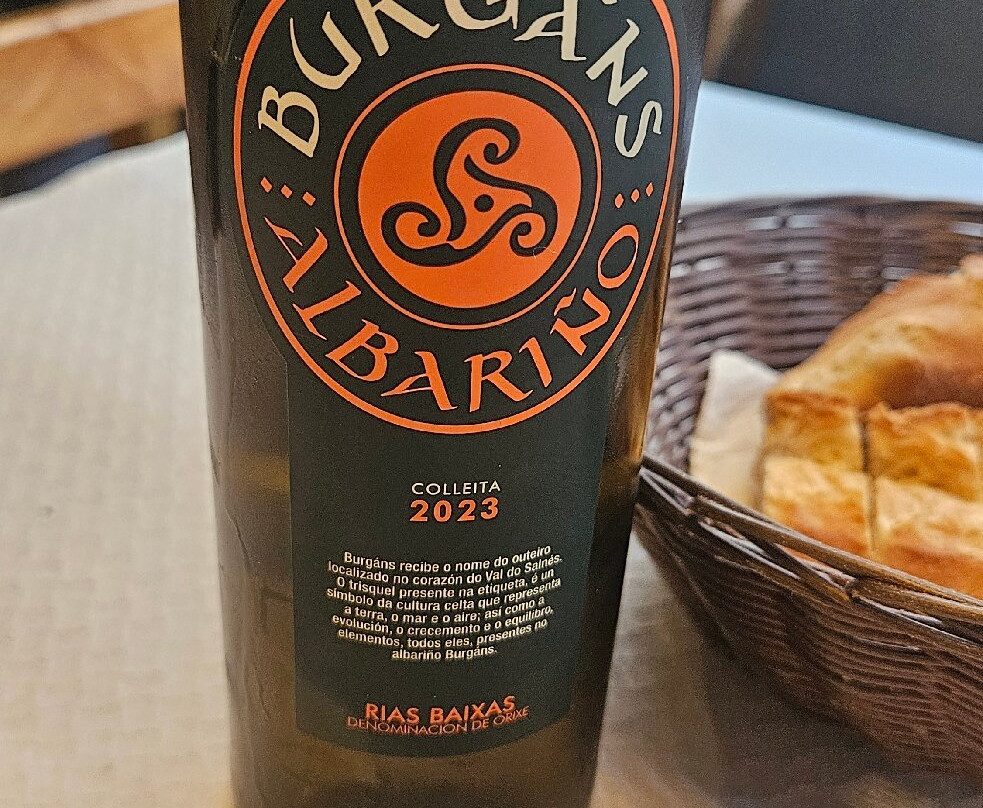 BURGÁNS
ALBARIÑO
COLLEITA
2023
Burgáns recibe o nome do outeiro
localizado no corazón do Val do Salnés.
O trisquel presente na etiqueta, é un
símbolo da cultura celta que representa
a terra, o mar e o aire; así como a
evolución, o crecemento e o equilibro,
elementos, todos eles, presentes no
albariño Burgáns.
RIAS BAIXAS
DENOMINACION DE ORIXE